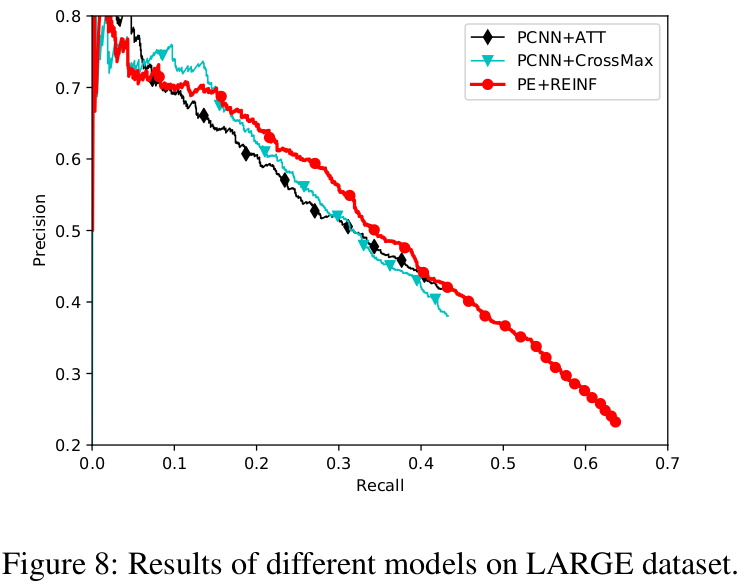 0.8
0.7
0.6
0.5
0.4
0.3
0.2
Precision
PCNN+ATT
PCNN+CrossMax
PE+REINF
0.0 0.1 0.2 0.3 0.4 0.5 0.6 0.7
Recall
Figure 8: Results of different models on LARGE dataset.